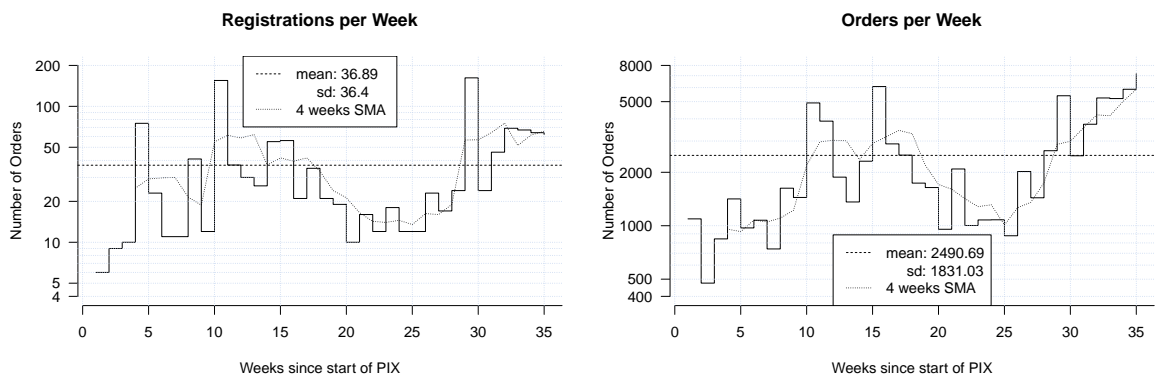 Registrations per Week
Number of Orders
200
100
50
20
10
5
4
mean: 36.89
sd: 36.4
4 weeks SMA
0 5 10 15 20 25 30 35
Weeks since start of PIX
Orders per Week
Number of Orders
8000
5000
2000
1000
500
400
mean: 2490.69
sd: 1831.03
4 weeks SMA
0 5 10 15 20 25 30 35
Weeks since start of PIX